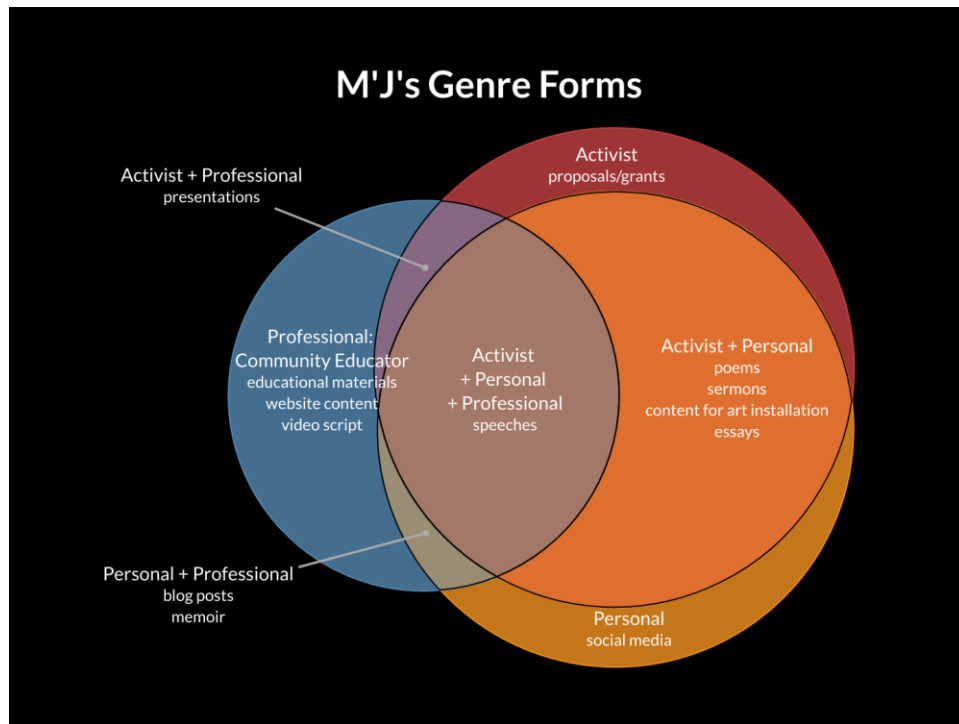 M'J's Genre Forms
Activist + Professional
presentations
Activist
proposals/grants
Professional:
Community Educator
educational materials
website content
video script
Activist
+ Personal
+ Professional
speeches
Activist + Personal
poems
sermons
content for art installation
essays
Personal + Professional
blog posts
memoir
Personal
social media